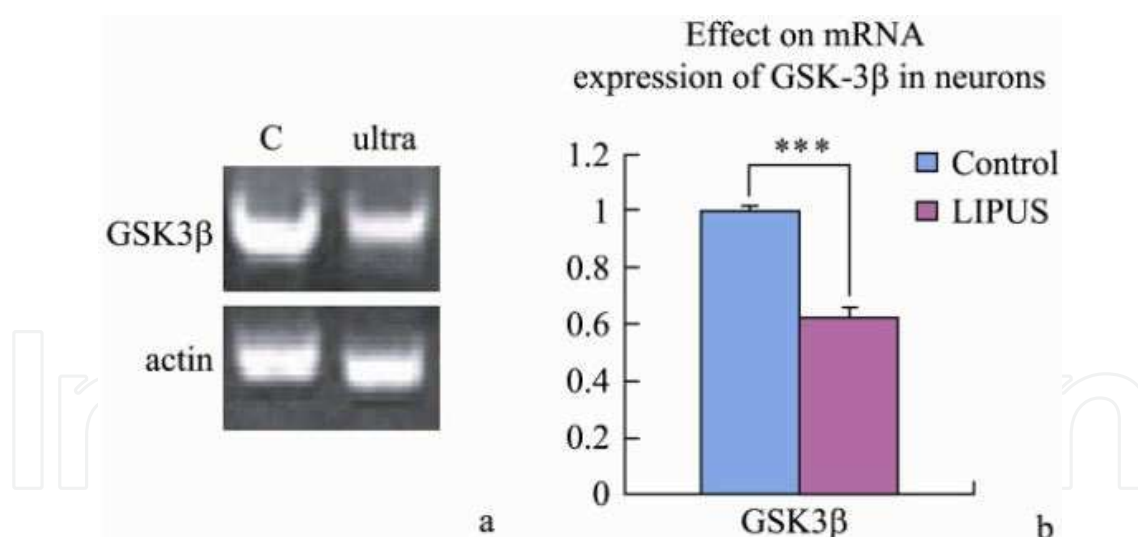 Effect on mRNA
expression of GSK-3β in neurons
C ultra
GSK3β
actin
a
***
Control
LIPUS
1.2
1
0.8
0.6
0.4
0.2
0
GSK3β
b